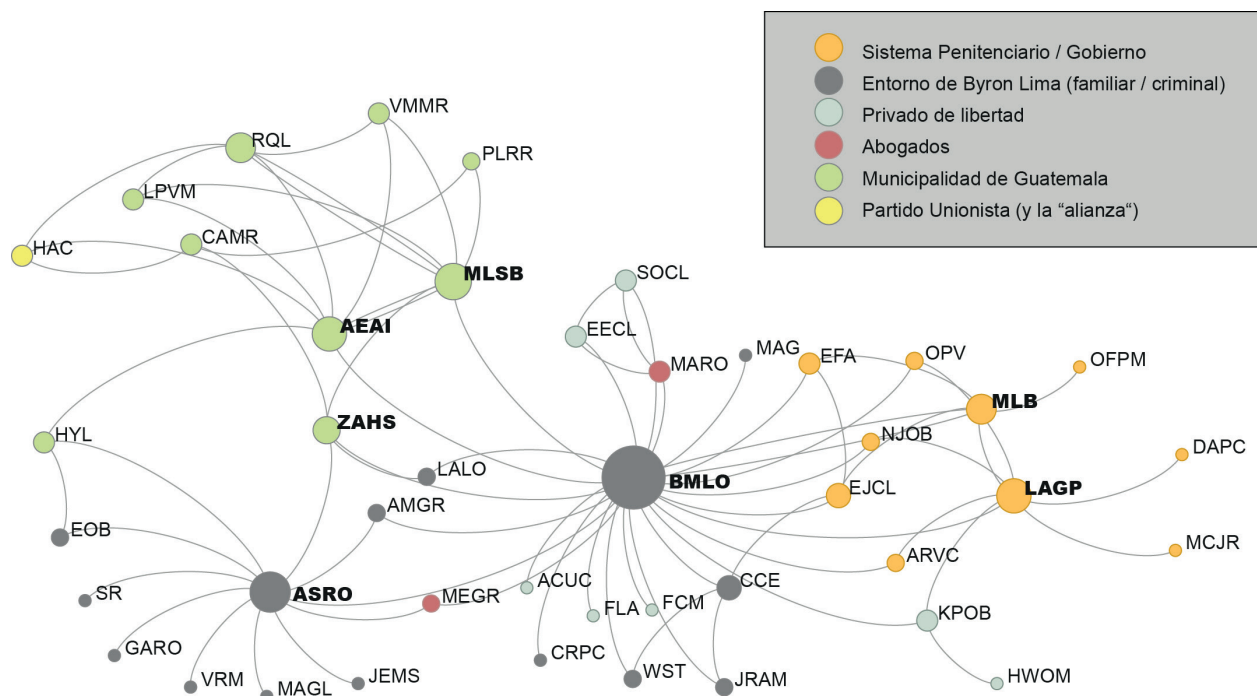 Sistema Penitenciario / Gobierno
Entorno de Byron Lima (familiar / criminal)
Privado de libertad
Abogados
Municipalidad de Guatemala
Partido Unionista (y la “alianza“)
VMMR
RQL
PLRR
LPVM
CAMR
HAC
MLSB
SOCL
AEAI
EECL
MAG
EFA
OPV
OFPM
MARO
MLB
ZAHS
HYL
NJOB
DAPC
LALO
BMLO
EJCL
LAGP
AMGR
EOB
MCJR
ARVC
SR
ASRO
MEGR
ACUC
CCE
FLA
FCM
KPOB
GARO
CRPC
WST
JRAM
HWOM
VRM
MAGL
JEMS